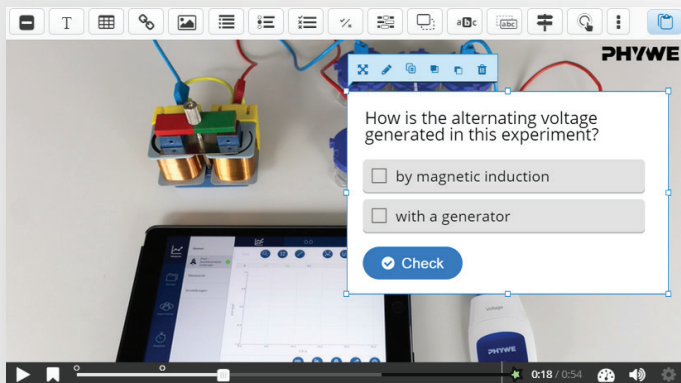 T
abc
abc
PHYWE
How is the alternating voltage
generated in this experiment?
by magnetic induction
with a generator
Check
Voltage
PHYWE
0:18 / 0:54